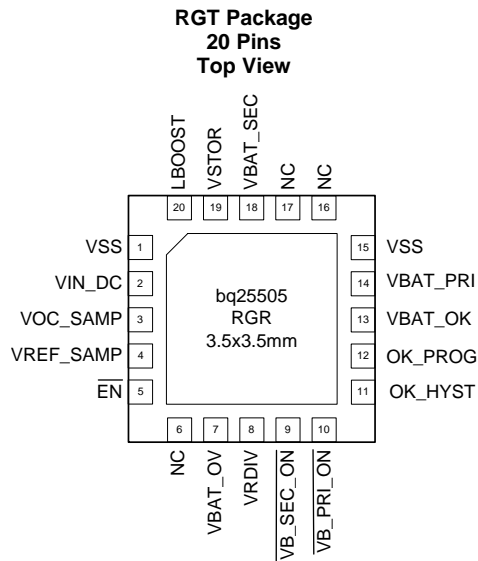 RGT Package
20 Pins
Top View
LBOOST
VSTOR
VBAT_SEC
NC
NC
20
19
18
17
16
VSS
1
VIN_DC
2
VOC_SAMP
3
VREF_SAMP
4
EN
5
bq25505
RGR
3.5x3.5mm
15
VSS
14
VBAT_PRI
13
VBAT_OK
12
OK_PROG
11
OK_HYST
6
7
8
9
10
NC
VBAT_OV
VRDIV
VB_SEC_ON
VB_PRI_ON